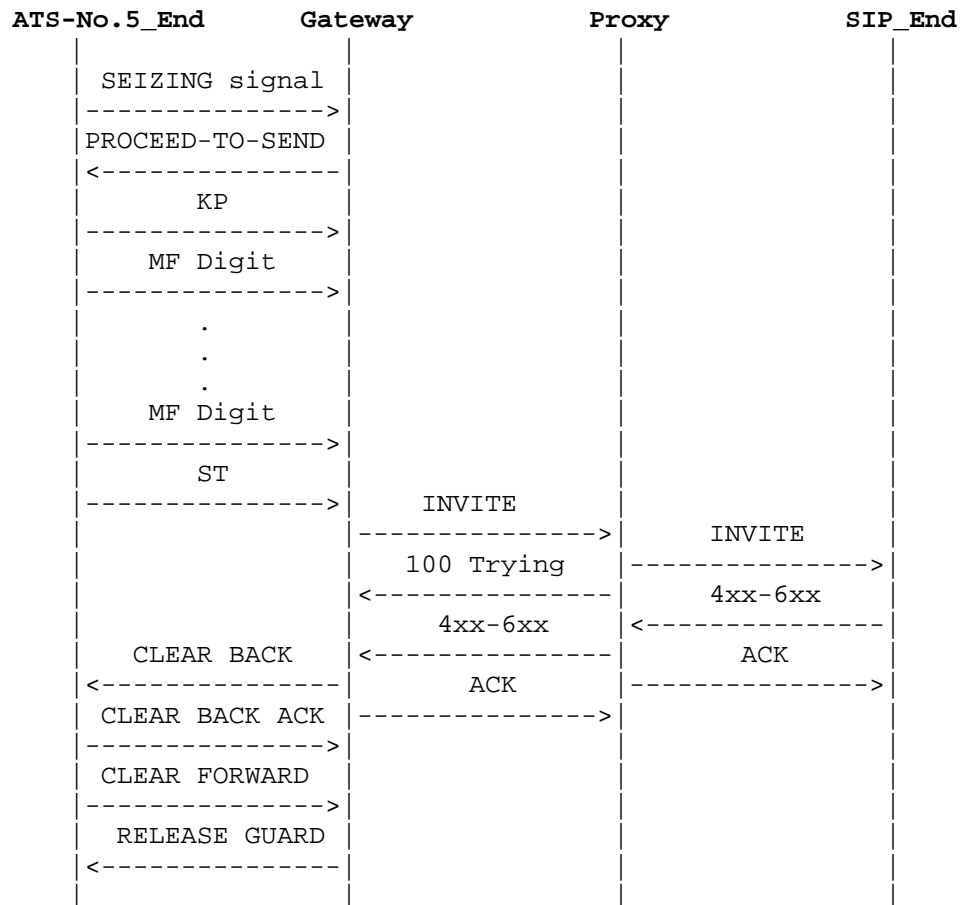 ATS-No.5_End Gateway Proxy SIP_End
SEIZING signal
PROCEED-TO-SEND
KP
MF Digit
.
.
.
MF Digit
ST
INVITE
INVITE
100 Trying
4xx-6xx
4xx-6xx
CLEAR BACK ACK
ACK
CLEAR BACK ACK
CLEAR FORWARD
RELEASE GUARD